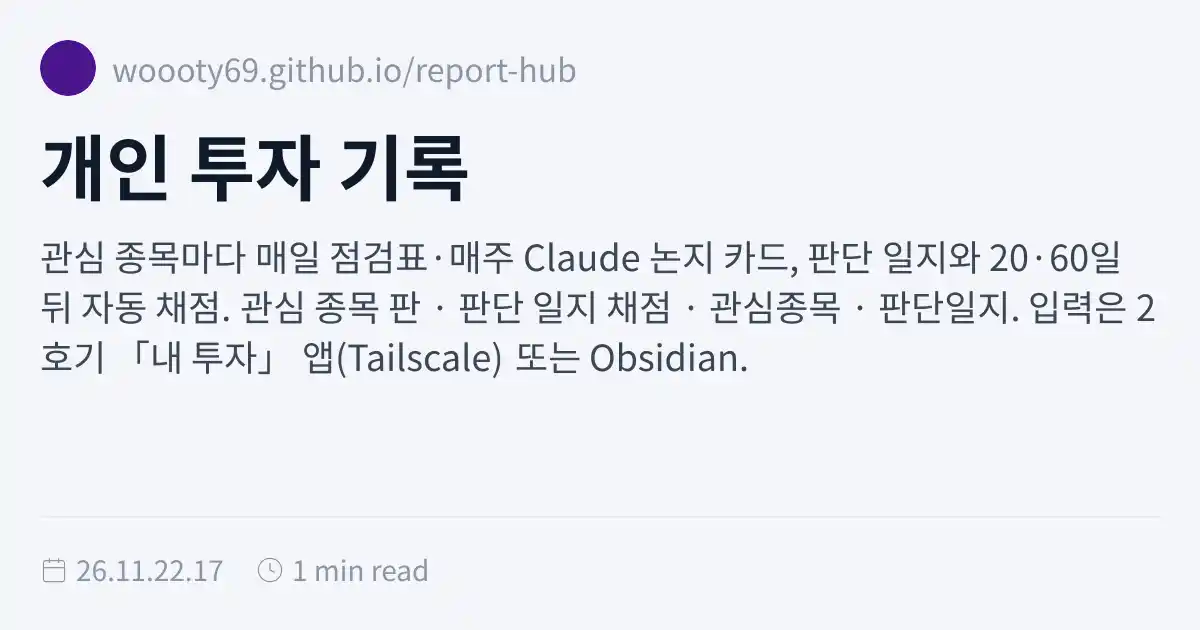 woooty69.github.io/report-hub
개인 투자 기록
관심 종목마다 매일 점검표·매주 Claude 논지 카드, 판단 일지와 20·60일
뒤 자동 채점. 관심 종목 판 · 판단 일지 채점 · 관심종목 · 판단일지. 입력은 2
호기 「내 투자」 앱(Tailscale) 또는 Obsidian.
26.11.22.17 1 min read